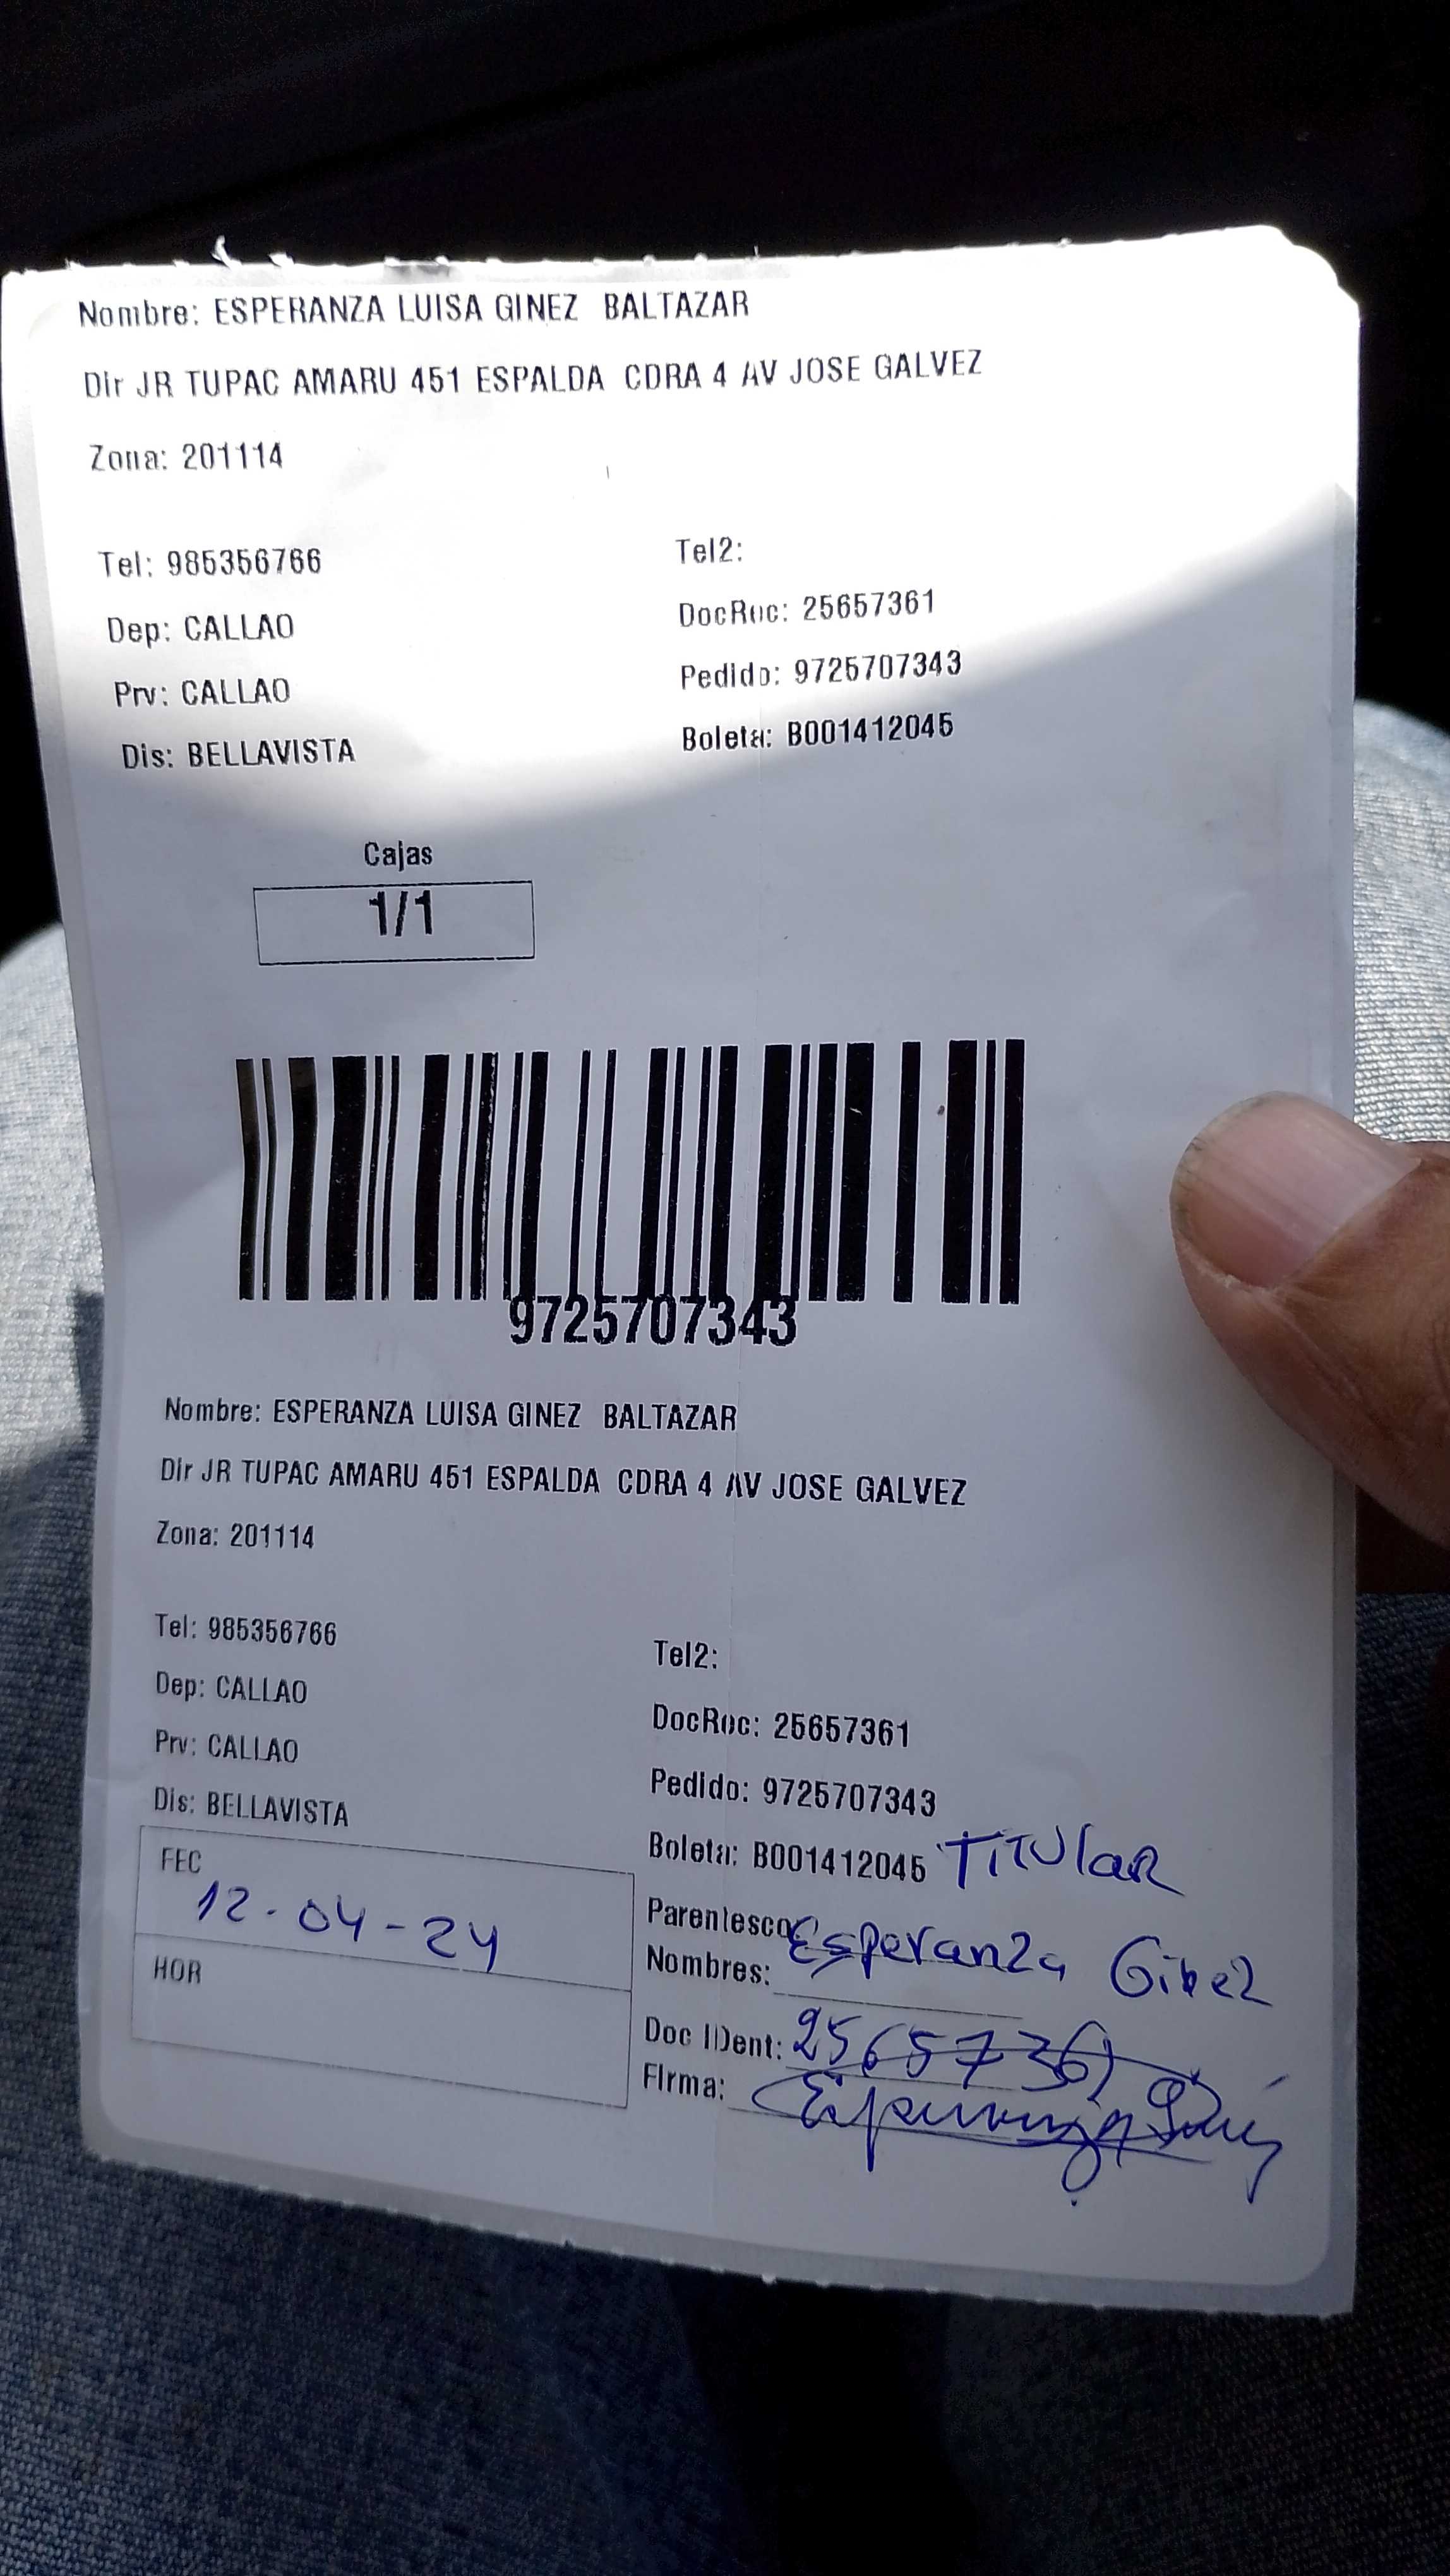 Nombre: ESPERANZA LUISA GINEZ BALTAZAR
Dir JR TUPAC AMARU 451 ESPALDA CDRA 4 AV JOSE GALVEZ
Zona: 201114
Tel: 985356766
Tel2:
Dep: CALLAO
DocRec: 25657361
Prv: CALLAO
Pedido: 9725707343
Dis: BELLAVISTA
Boleta: B001412045
Cajas
1/1
9725707343
Nombre: ESPERANZA LUISA GINEZ BALTAZAR
Dir JR TUPAC AMARU 451 ESPALDA CDRA 4 AV JOSE GALVEZ
Zona: 201114
Tel: 985356766
Tel2:
Dep: CALLAO
DocRec: 25657361
Prv: CALLAO
Pedido: 9725707343
Dis: BELLAVISTA
Boleta: B001412045 TITUlaR
FEC
12-04-24
HOR
Parentesco:
Nombres: Esperanza Ginez
Doc IDent: 25657361
Firma: Esperanza